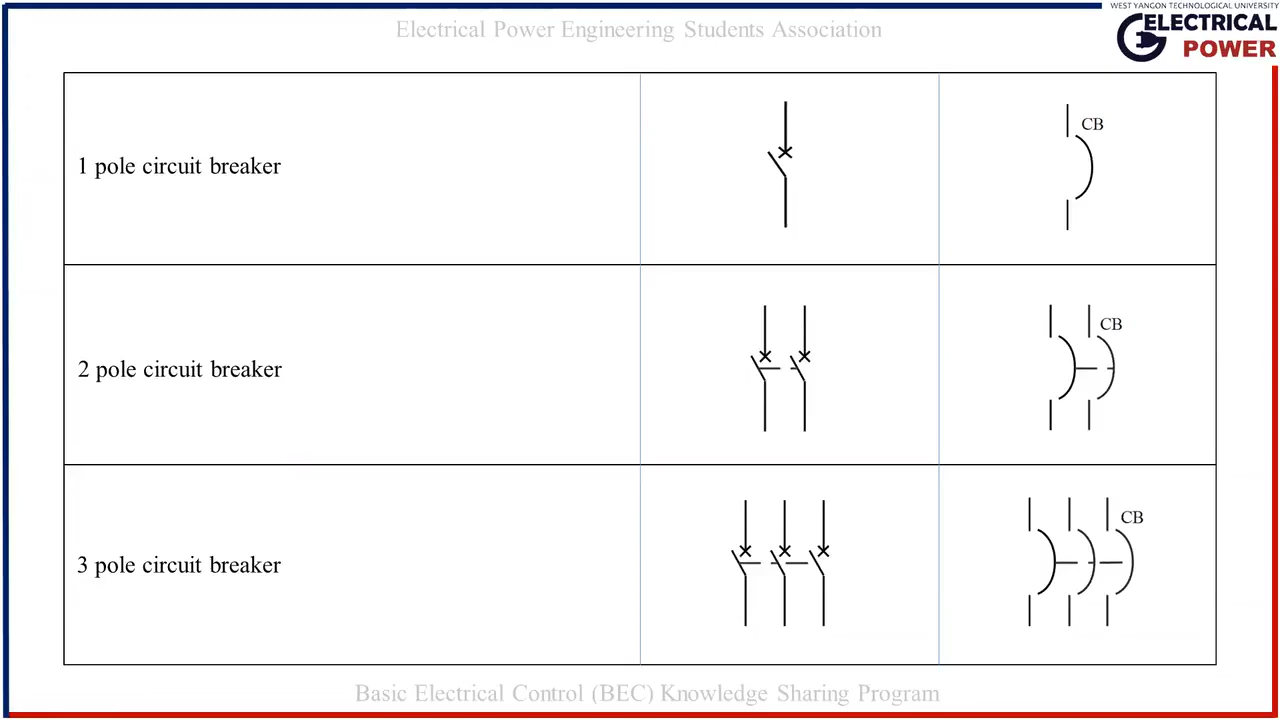 WEST YANGON TECHNOLOGICAL UNIVERSITY
ELECTRICAL
POWER
Electrical Power Engineering Students Association
1 pole circuit breaker
CB
2 pole circuit breaker
CB
3 pole circuit breaker
CB
Basic Electrical Control (BEC) Knowledge Sharing Program